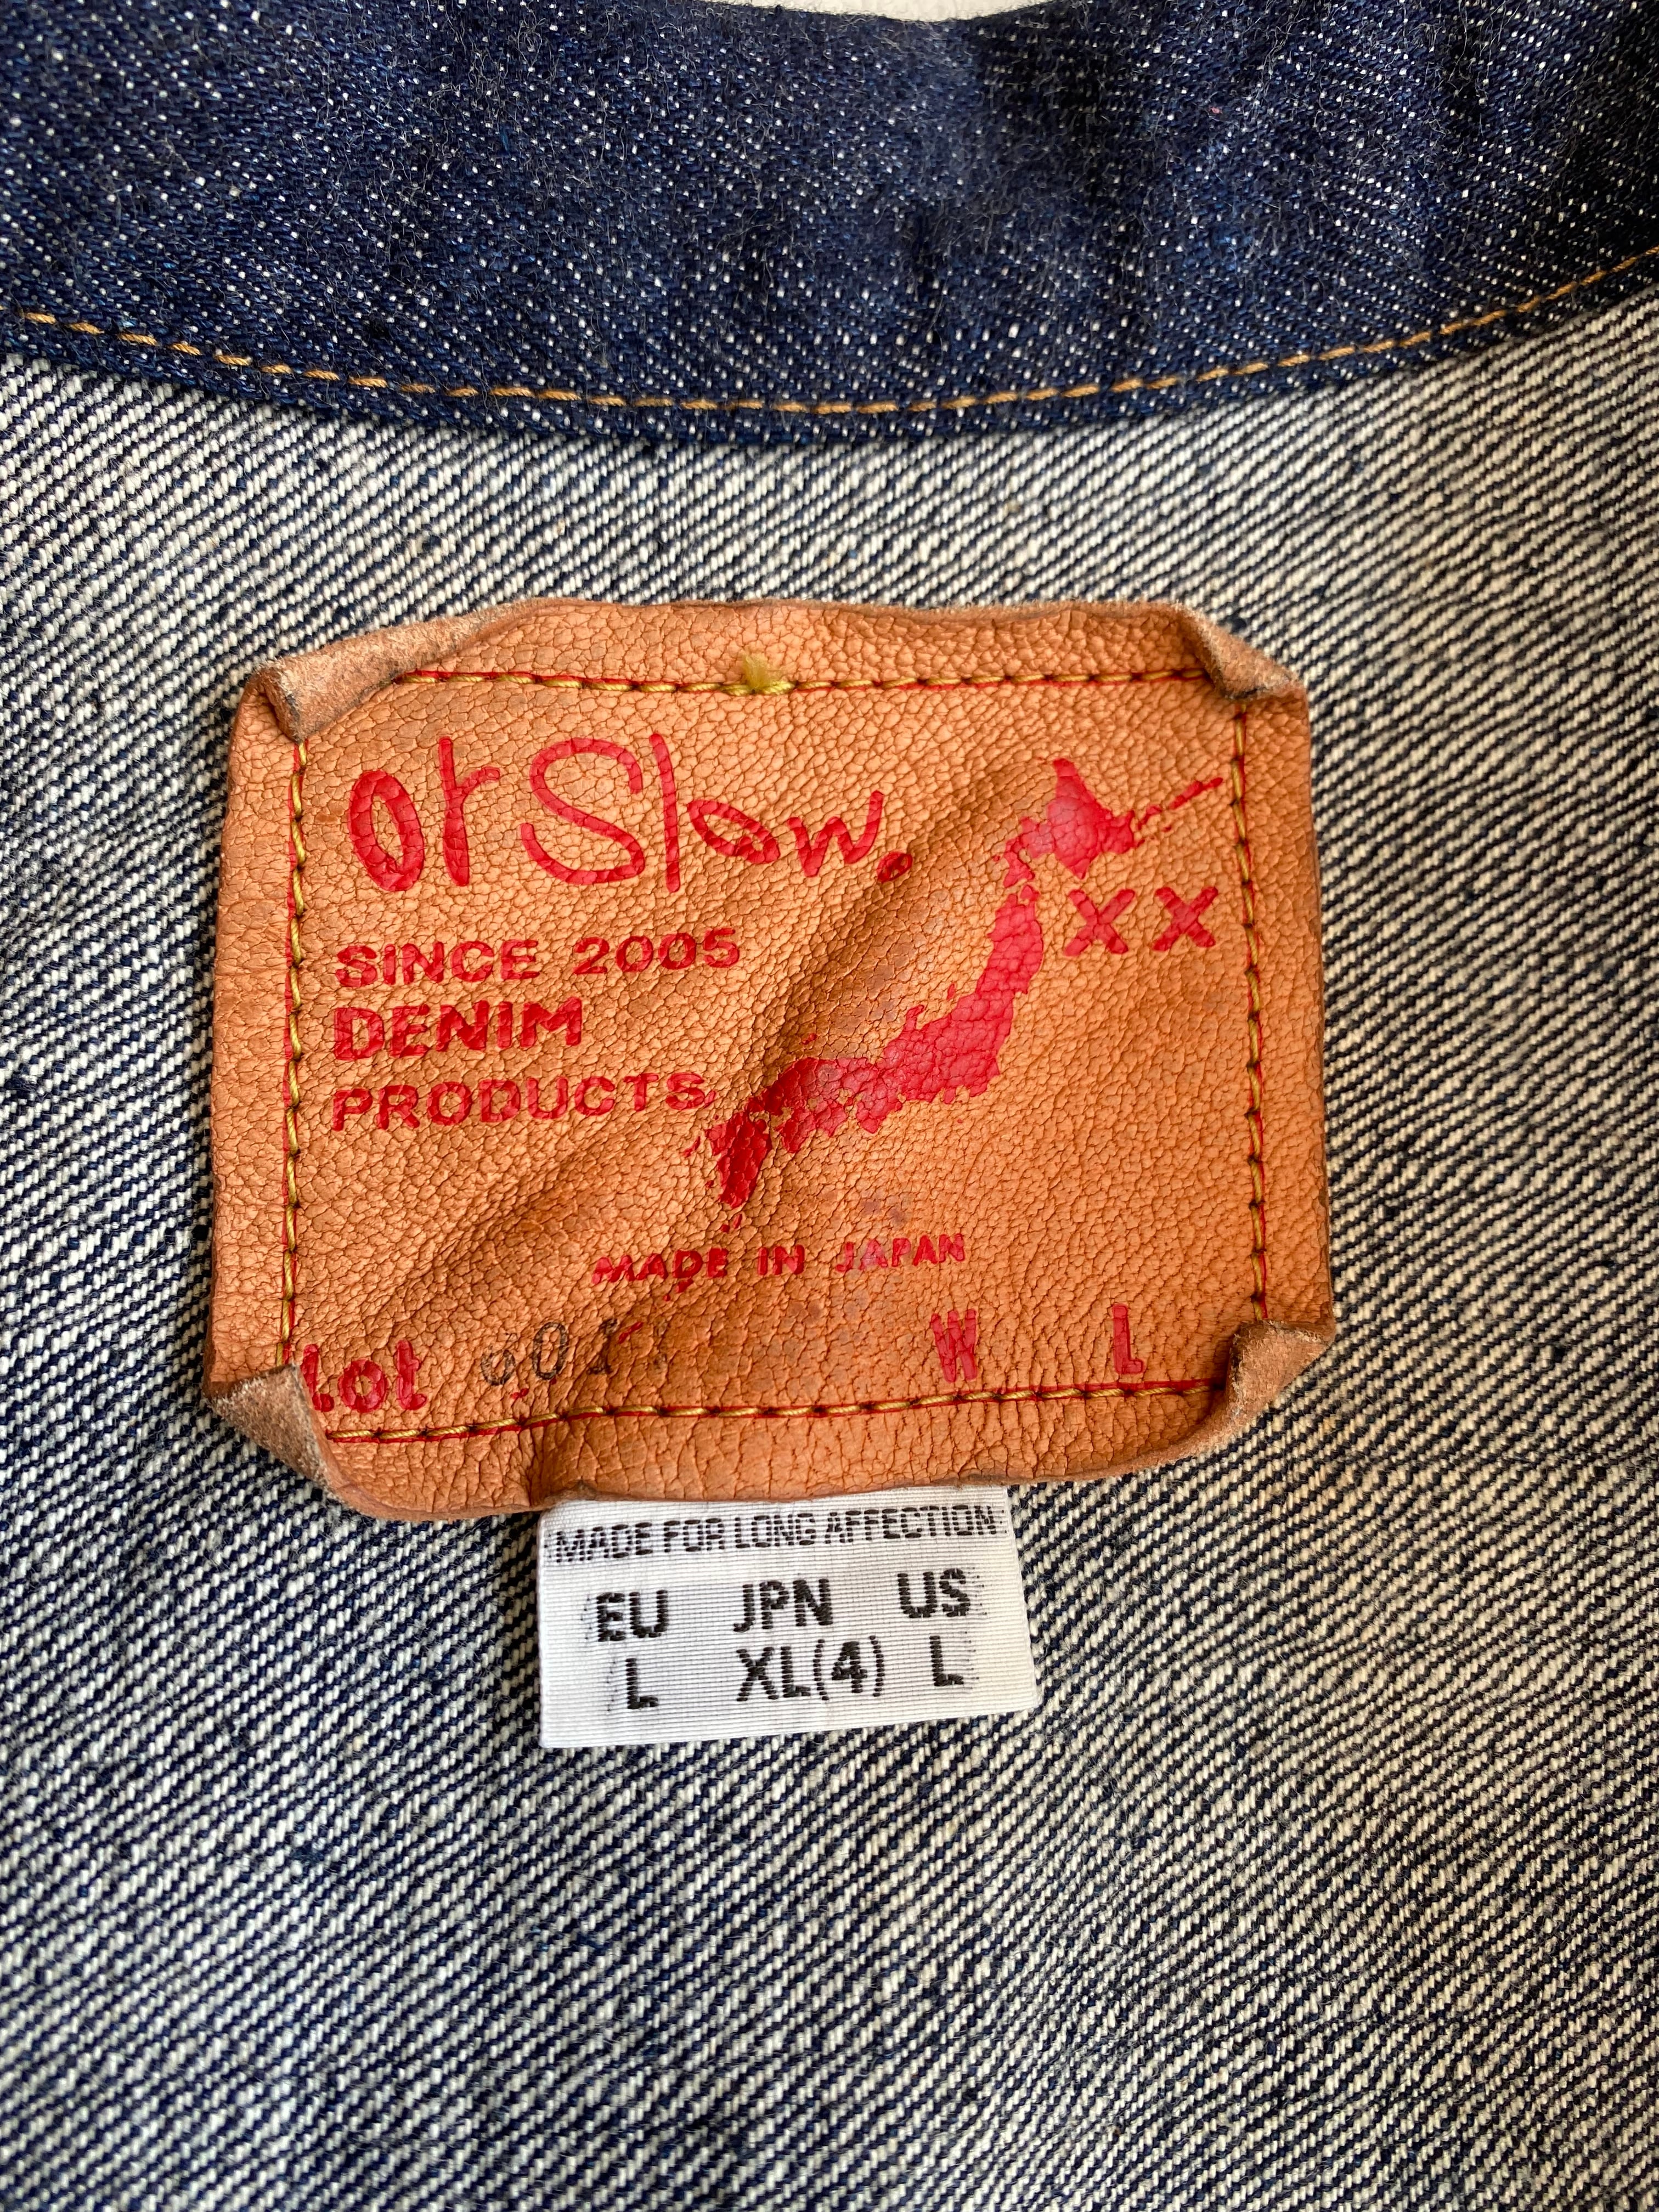 orSlow.
XX
SINCE 2005
DENIM
PRODUCTS
MADE IN JAPAN
Lot W L
MADE FOR LONG AFFECTION
EU JPN US
L XL(4) L